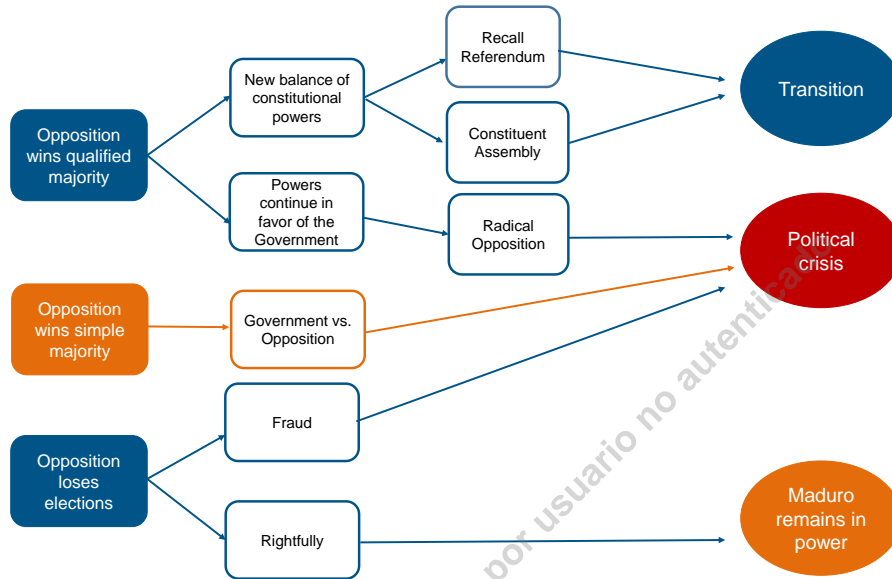 Recall
Referendum
Transition
New balance of
constitutional
powers
Opposition
wins qualified
majority
Constituent
Assembly
Powers
continue in
favor of the
Government
Radical
Opposition
Political
crisis
Opposition
wins simple
majority
Government vs.
Opposition
Fraud
Opposition
loses
elections
Rightfully
Maduro
remains in
power
por usuario no autenticado